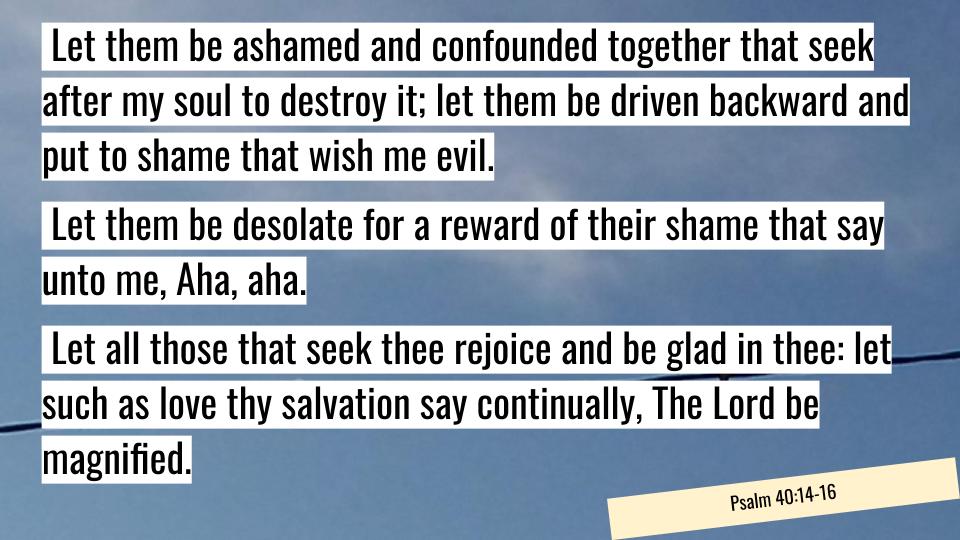 Let them be ashamed and confounded together that seek
after my soul to destroy it; let them be driven backward and
put to shame that wish me evil.
Let them be desolate for a reward of their shame that say
unto me, Aha, aha.
Let all those that seek thee rejoice and be glad in thee: let
such as love thy salvation say continually, The Lord be
magnified.
Psalm 40:14-16